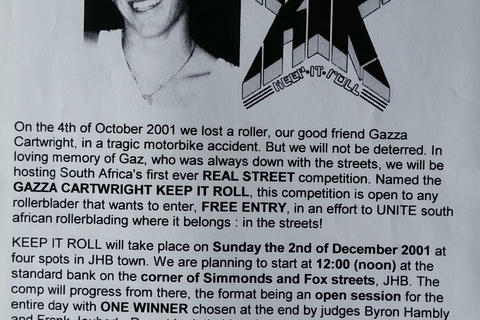 KEEP·IT·ROLL
On the 4th of October 2001 we lost a roller, our good friend Gazza
Cartwright, in a tragic motorbike accident. But we will not be deterred. In
loving memory of Gaz, who was always down with the streets, we will be
hosting South Africa's first ever REAL STREET competition. Named the
GAZZA CARTWRIGHT KEEP IT ROLL, this competition is open to any
rollerblader that wants to enter, FREE ENTRY, in an effort to UNITE south
african rollerblading where it belongs : in the streets!
KEEP IT ROLL will take place on Sunday the 2nd of December 2001 at
four spots in JHB town. We are planning to start at 12:00 (noon) at the
standard bank on the corner of Simmonds and Fox streets, JHB. The
comp will progress from there, the format being an open session for the
entire day with ONE WINNER chosen at the end by judges Byron Hambly
and